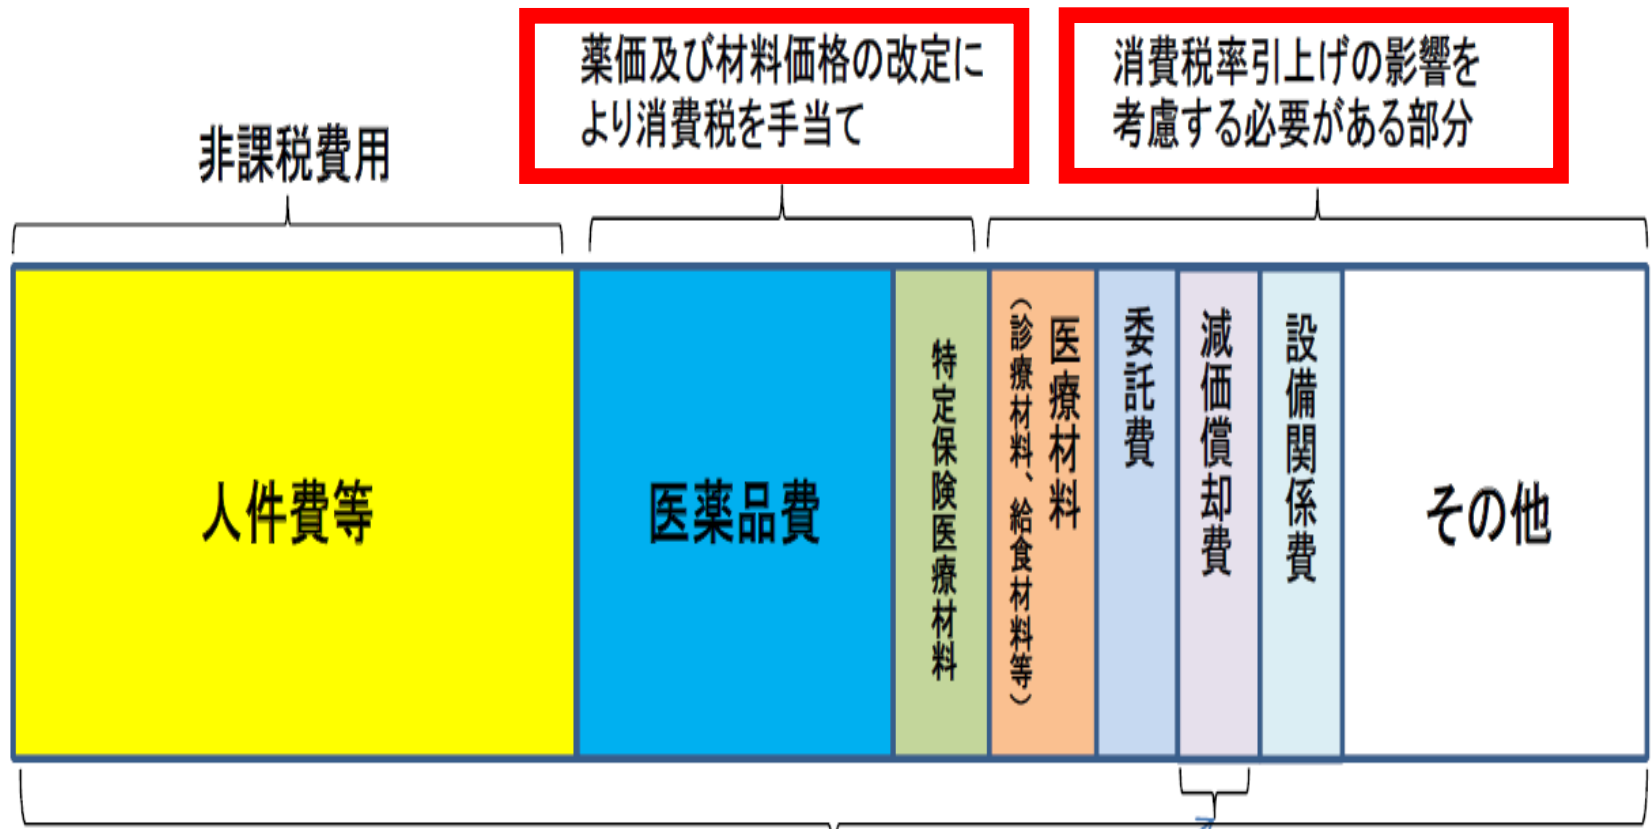 薬価及び材料価格の改定に
より消費税を手当て
消費税率引上げの影響を
考慮する必要がある部分
非課税費用
人件費等
医薬品費
特定保険医療材料
医療材料
（診療材料、給食材料等）
委託費
減価償却費
設備関係費
その他